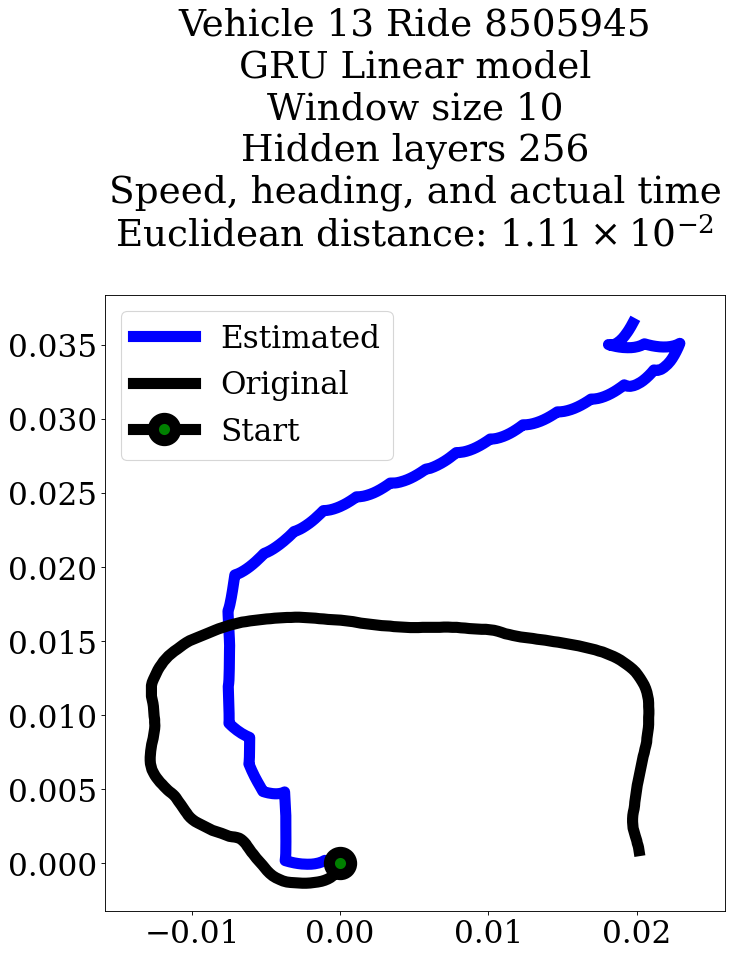 Vehicle 13 Ride 8505945
GRU Linear model
Window size 10
Hidden layers 256
Speed, heading, and actual time
Euclidean distance: 1.11 × 10⁻²
Estimated
Original
Start
0.035
0.030
0.025
0.020
0.015
0.010
0.005
0.000
−0.01 0.00 0.01 0.02